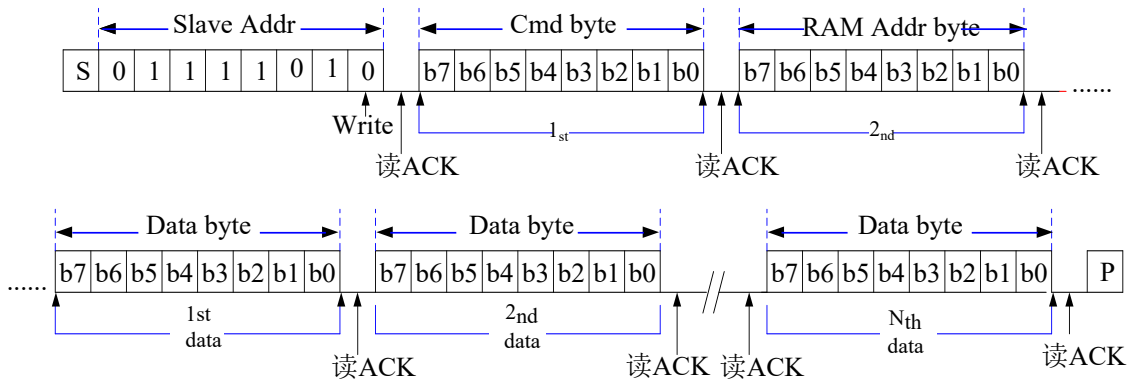 Slave Addr Cmd byte RAM Addr byte
S 0 1 1 1 1 1 0 1 0 b7 b6 b5 b4 b3 b2 b1 b0 b7 b6 b5 b4 b3 b2 b1 b0 ......
Write 1st 2nd
读ACK 读ACK 读ACK
Data byte Data byte Data byte
...... b7 b6 b5 b4 b3 b2 b1 b0 b7 b6 b5 b4 b3 b2 b1 b0 // b7 b6 b5 b4 b3 b2 b1 b0 P
1st 2nd Nth
data data data
读ACK 读ACK 读ACK 读ACK